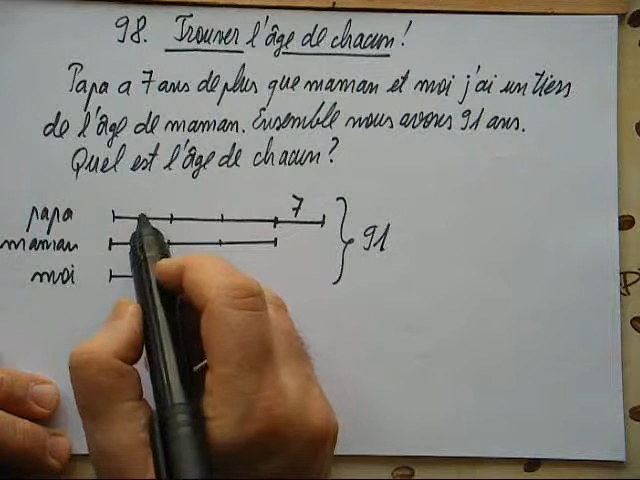 98. Trouver l'âge de chacun!
Papa a 7 ans de plus que maman et moi j'ai un tiers
de l'âge de maman. Ensemble nous avons 91 ans.
Quel est l'âge de chacun?
papa 7
maman 91
moi